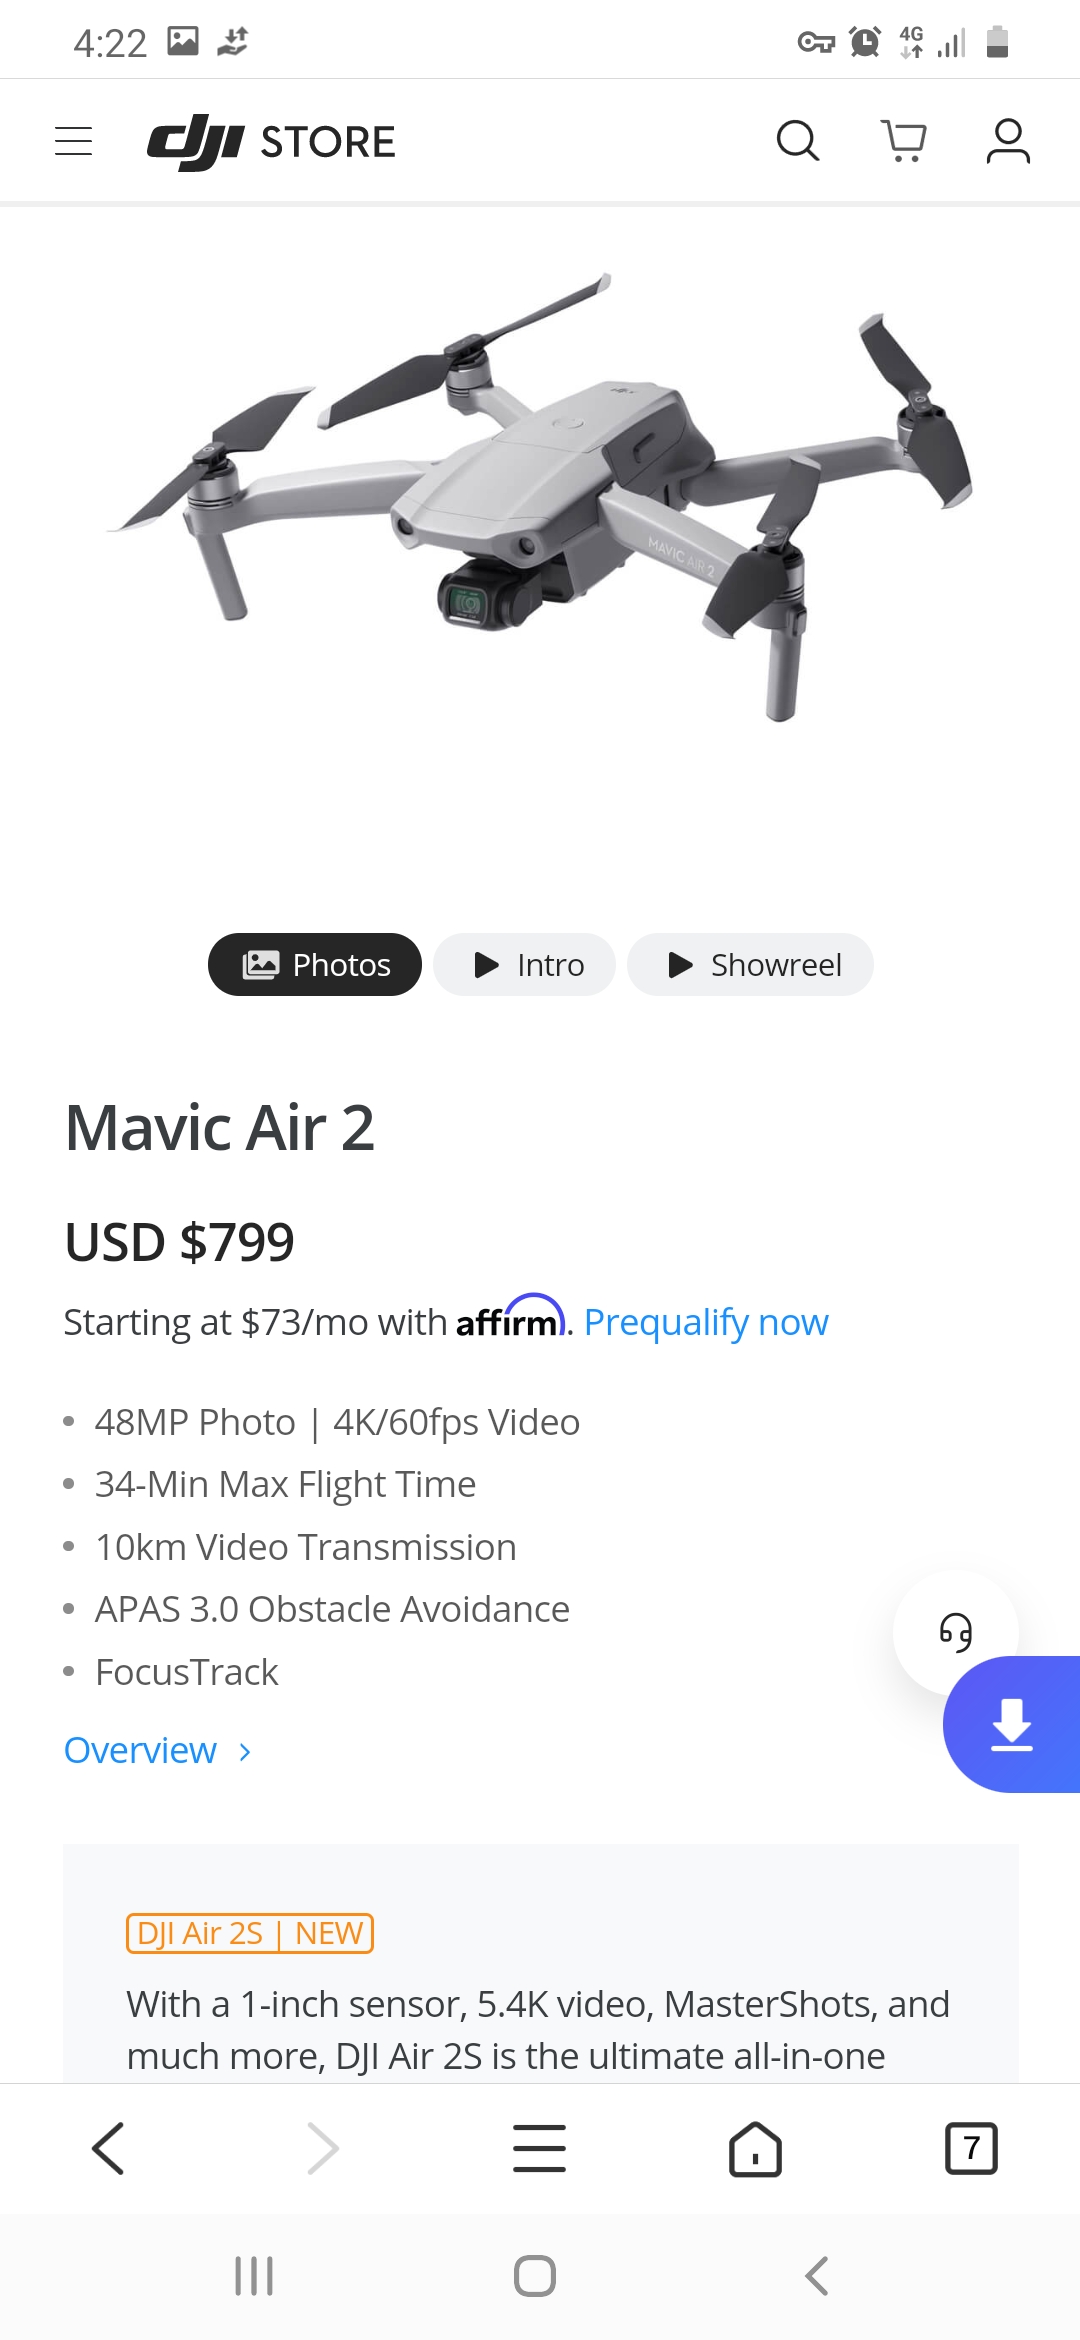 4:22
4G
dji STORE
MAVIC AIR 2
Photos
Intro
Showreel
Mavic Air 2
USD $799
Starting at $73/mo with affirm. Prequalify now
• 48MP Photo | 4K/60fps Video
• 34-Min Max Flight Time
• 10km Video Transmission
• APAS 3.0 Obstacle Avoidance
• FocusTrack
Overview >
DJI Air 2S | NEW
With a 1-inch sensor, 5.4K video, MasterShots, and
much more, DJI Air 2S is the ultimate all-in-one
7